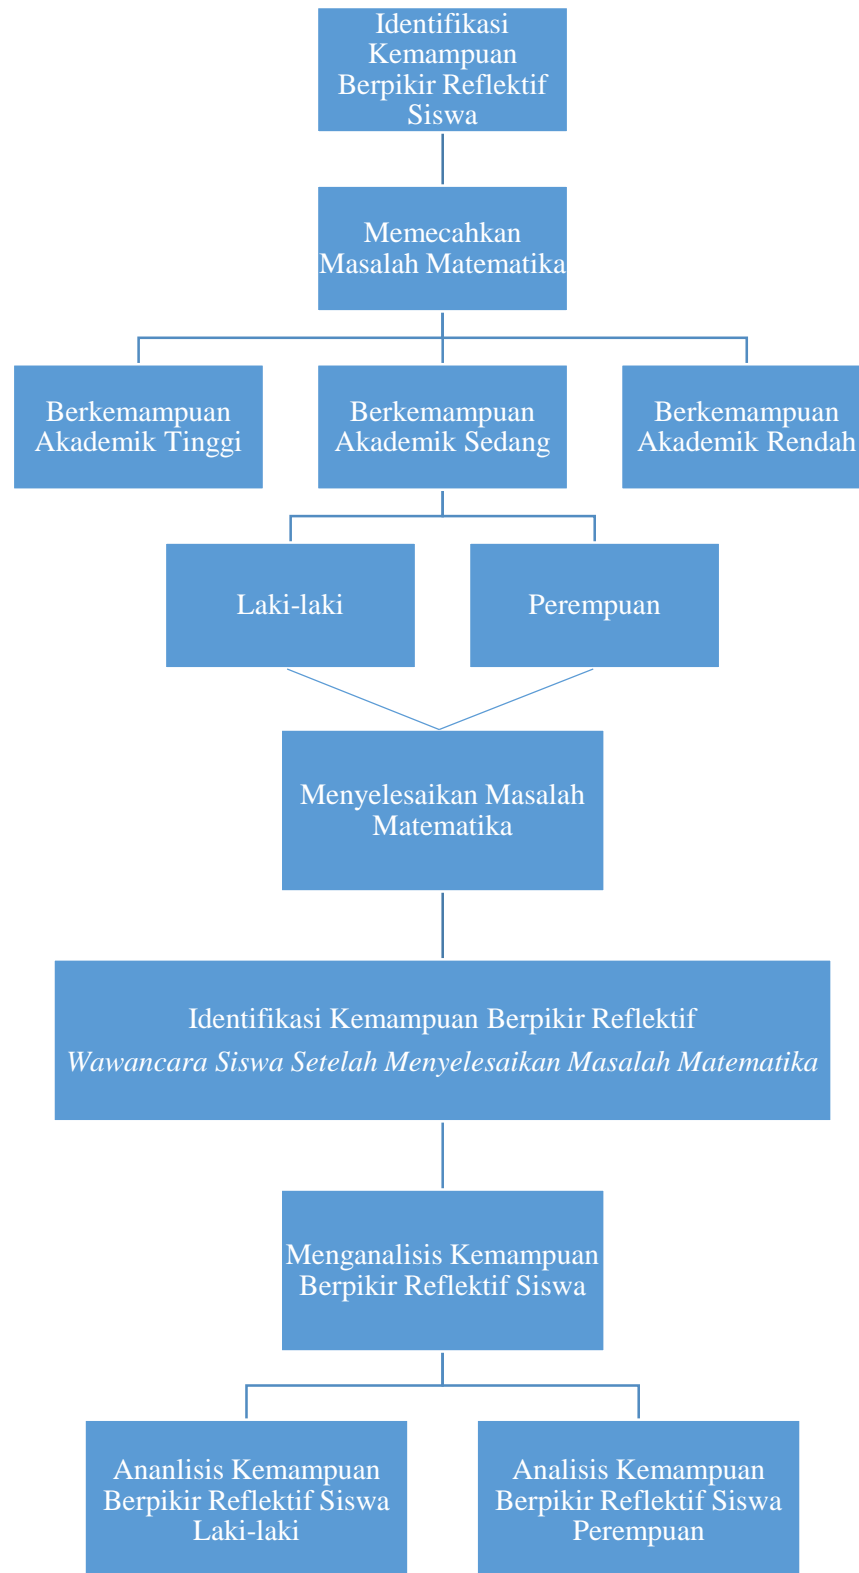 Identifikasi
Kemampuan
Berpikir Reflektif
Siswa
Memecahkan
Masalah Matematika
Berkemampuan
Akademik Tinggi
Berkemampuan
Akademik Sedang
Berkemampuan
Akademik Rendah
Laki-laki
Perempuan
Menyelesaikan Masalah
Matematika
Identifikasi Kemampuan Berpikir Reflektif
Wawancara Siswa Setelah Menyelesaikan Masalah Matematika
Menganalisis Kemampuan
Berpikir Reflektif Siswa
Ananlisis Kemampuan
Berpikir Reflektif Siswa
Laki-laki
Analisis Kemampuan
Berpikir Reflektif Siswa
Perempuan